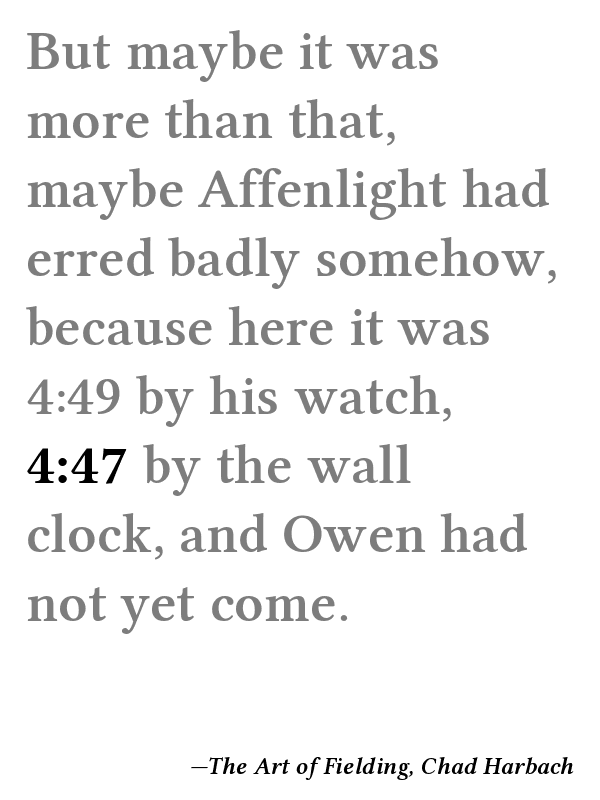 But maybe it was
more than that,
maybe Affenlight had
erred badly somehow,
because here it was
4:49 by his watch,
4:47 by the wall
clock, and Owen had
not yet come.
—The Art of Fielding, Chad Harbach